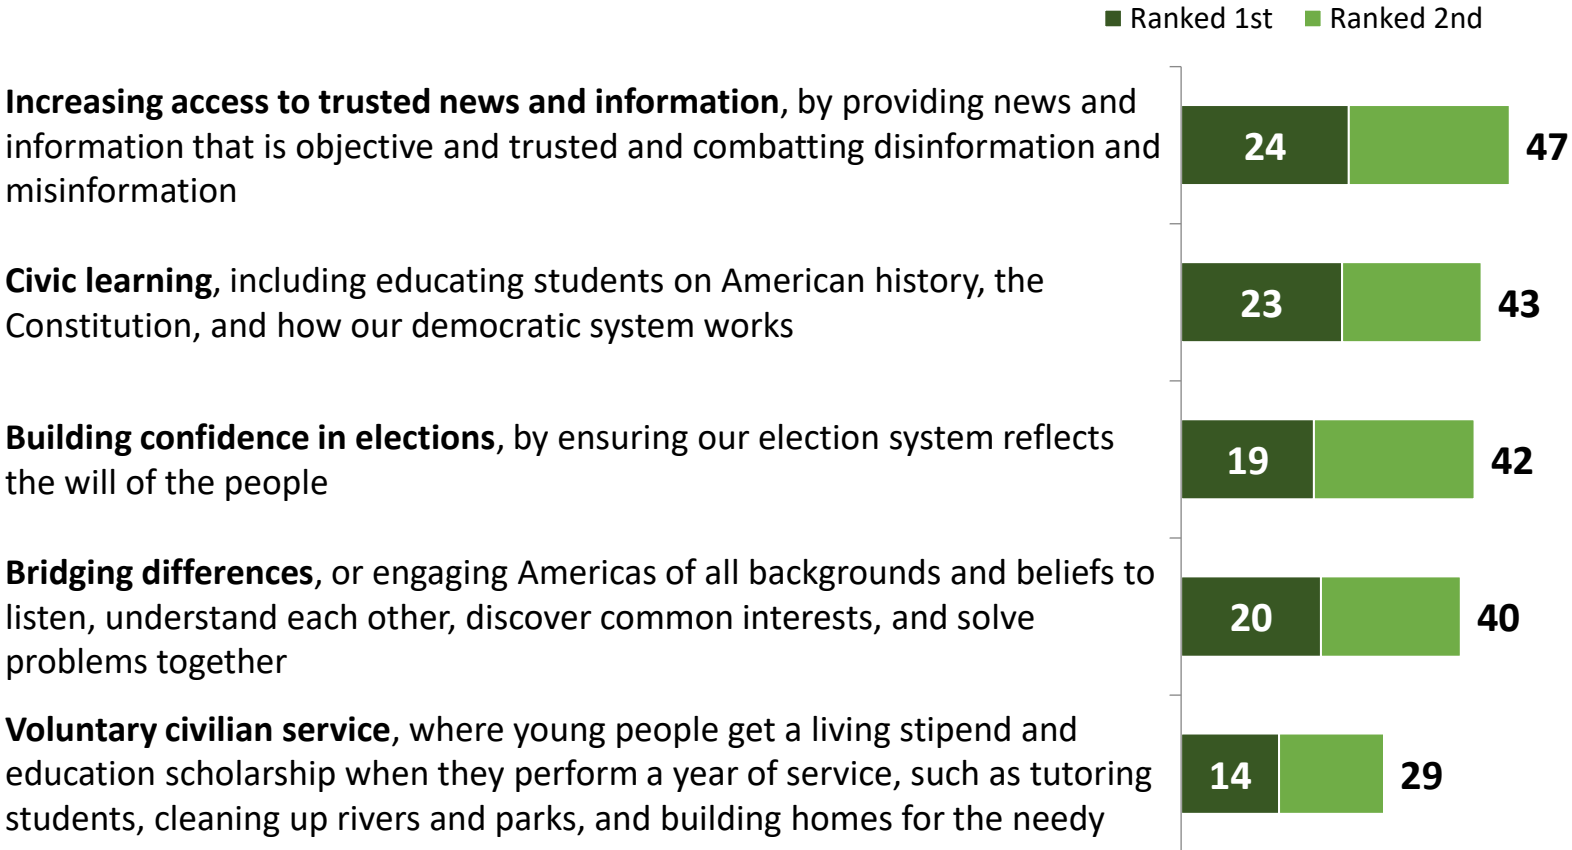 Ranked 1st Ranked 2nd
Increasing access to trusted news and information, by providing news and
information that is objective and trusted and combatting disinformation and
misinformation
24 47
Civic learning, including educating students on American history, the
Constitution, and how our democratic system works
23 43
Building confidence in elections, by ensuring our election system reflects
the will of the people
19 42
Bridging differences, or engaging Americas of all backgrounds and beliefs to
listen, understand each other, discover common interests, and solve
problems together
20 40
Voluntary civilian service, where young people get a living stipend and
education scholarship when they perform a year of service, such as tutoring
students, cleaning up rivers and parks, and building homes for the needy
14 29